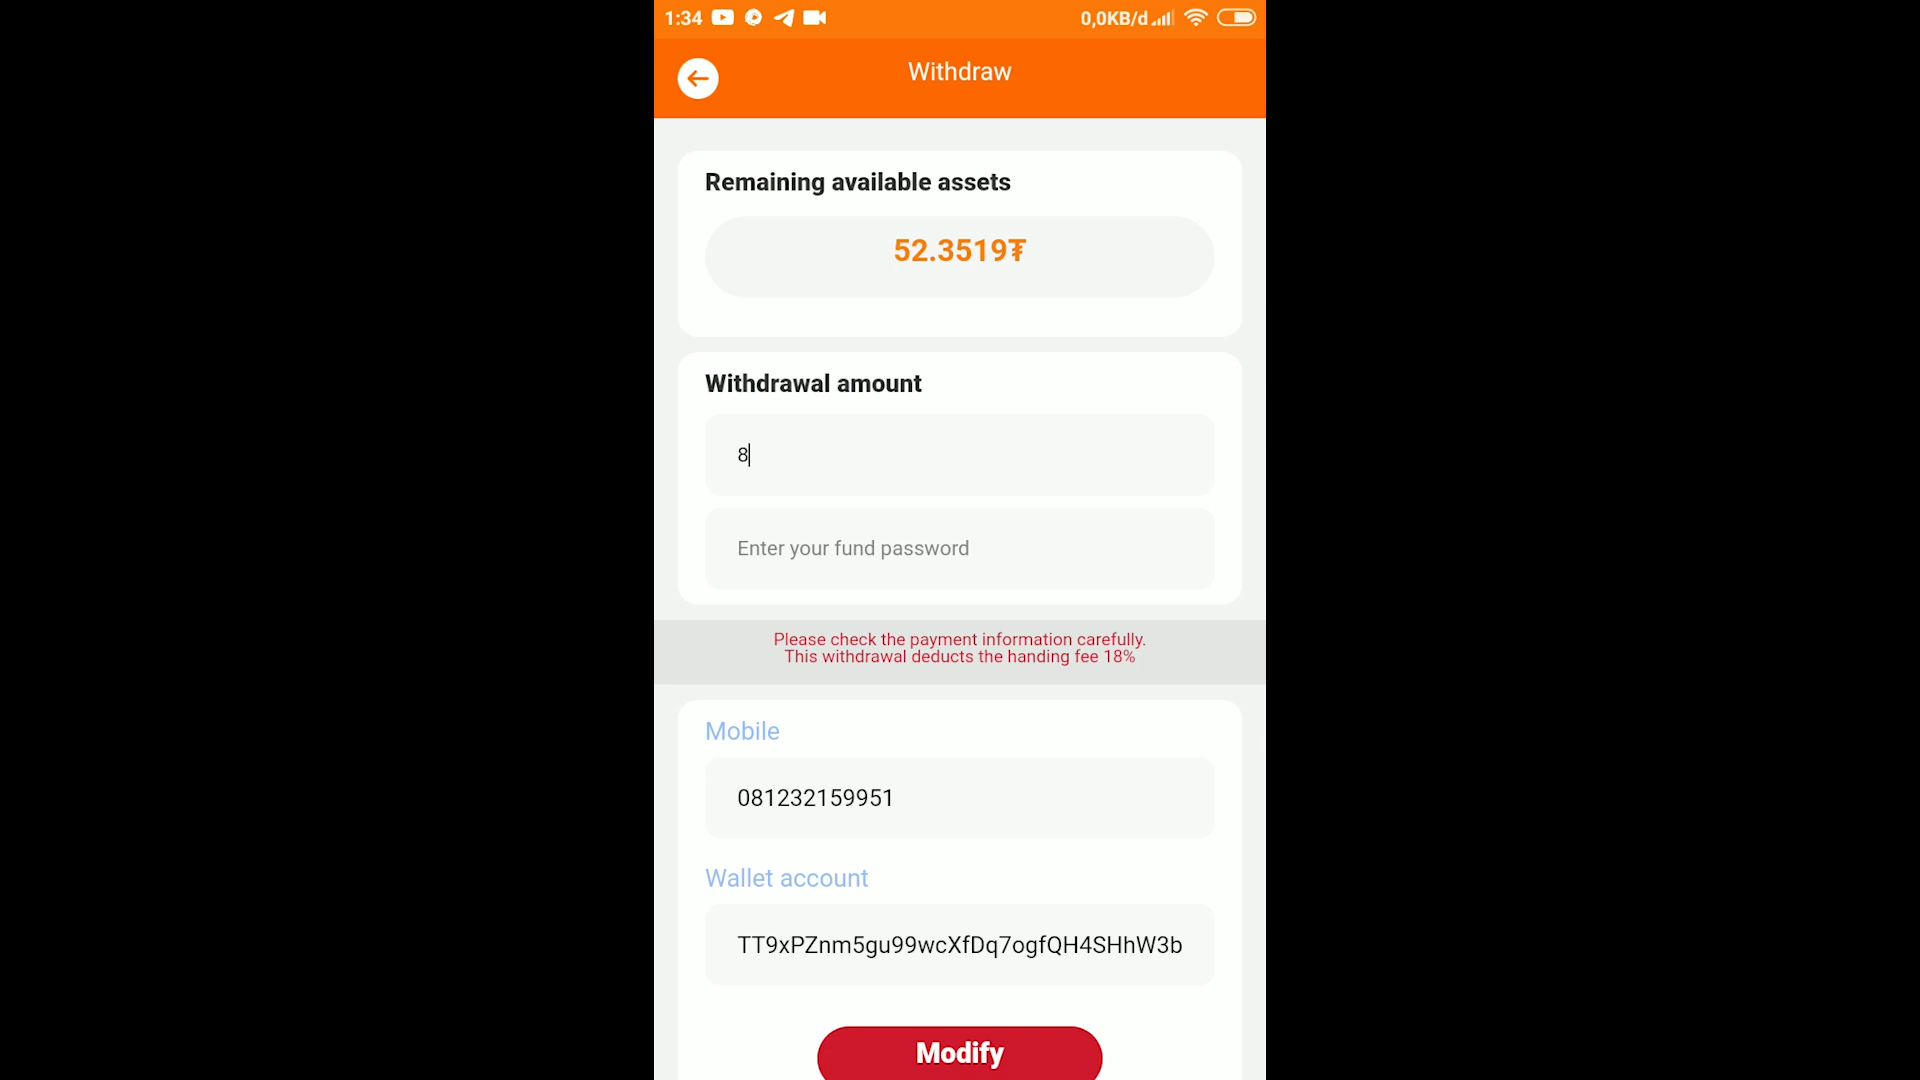 1:34
0,0KB/d
Withdraw
Remaining available assets
52.3519₮
Withdrawal amount
8
Enter your fund password
Please check the payment information carefully.
This withdrawal deducts the handing fee 18%
Mobile
081232159951
Wallet account
TT9xPZnm5gu99wcXfDq7ogfQH4SHhW3b
Modify